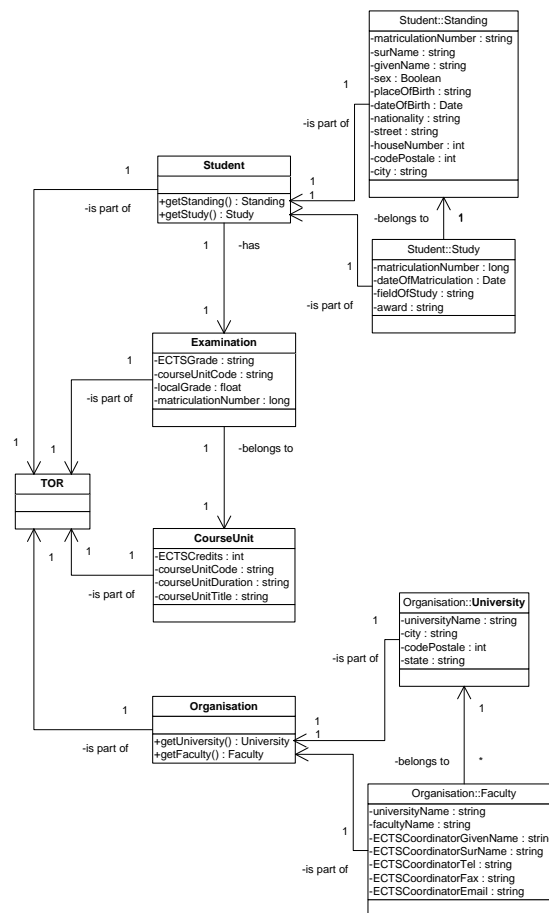 Student::Standing
-matriculationNumber : string
-surName : string
-givenName : string
-sex : Boolean
-placeOfBirth : string
-dateOfBirth : Date
-nationality : string
-street : string
-houseNumber : int
-codePostale : int
-city : string
1
-is part of
Student
+getStanding() : Standing
+getStudy() : Study
1
-is part of
1
1
-belongs to
1
1
Student::Study
-matriculationNumber : long
-dateOfMatriculation : Date
-fieldOfStudy : string
-award : string
1
-is part of
1
-has
1
Examination
-ECTSGrade : string
-courseUnitCode : string
-localGrade : float
-matriculationNumber : long
1
-is part of
1
1
1
-belongs to
1
TOR
CourseUnit
-ECTSCredits : int
-courseUnitCode : string
-courseUnitDuration : string
-courseUnitTitle : string
1
1
-is part of
1
1
Organisation::University
-universityName : string
-city : string
-codePostale : int
-state : string
1
-is part of
Organisation
+getUniversity() : University
+getFaculty() : Faculty
1
-is part of
1
1
1
-belongs to
*
Organisation::Faculty
-universityName : string
-facultyName : string
-ECTSCoordinatorGivenName : string
-ECTSCoordinatorSurName : string
-ECTSCoordinatorTel : string
-ECTSCoordinatorFax : string
-ECTSCoordinatorEmail : string
1
-is part of